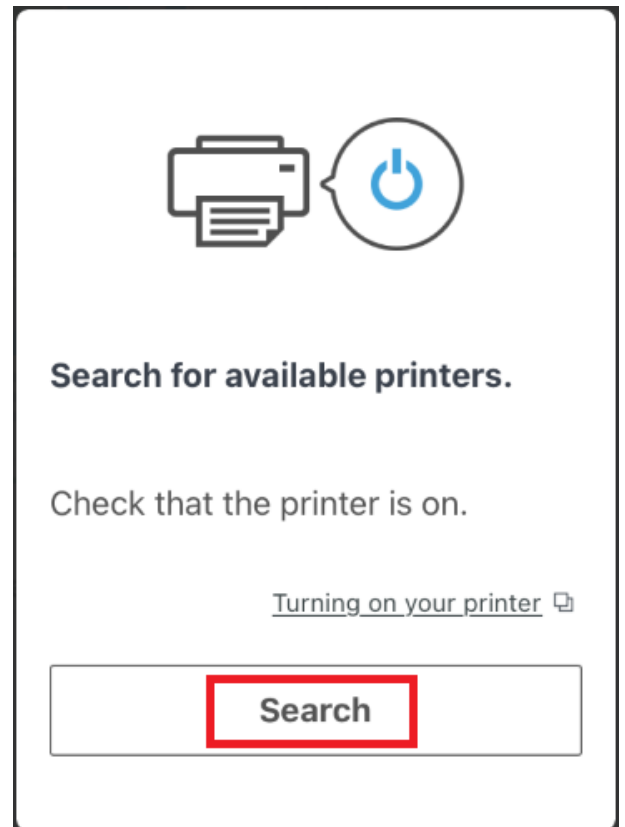 Search for available printers.
Check that the printer is on.
Turning on your printer
Search